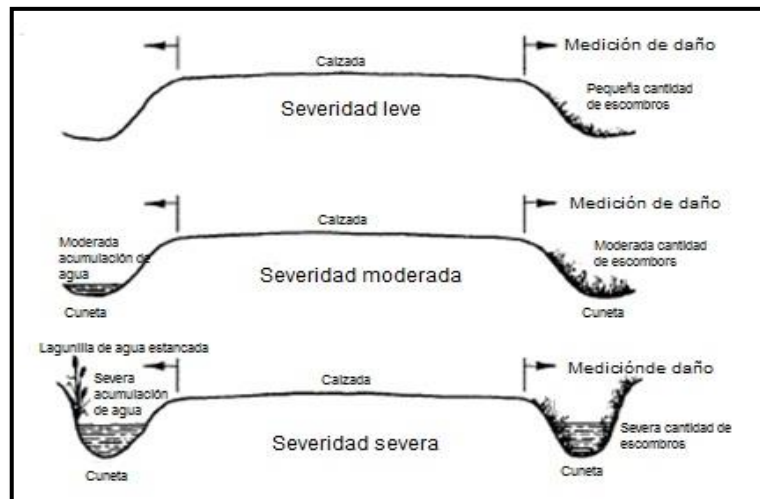 Medición de daño
Calzada
Severidad leve
Pequeña cantidad
de escombros
Medición de daño
Calzada
Moderada
acumulación de
agua
Severidad moderada
Moderada cantidad
de escombors
Cuneta
Cuneta
Lagunilla de agua estancada
Mediciónde daño
Calzada
Severa
acumulación
de agua
Severidad severa
Severa cantidad de
escombros
Cuneta
Cuneta